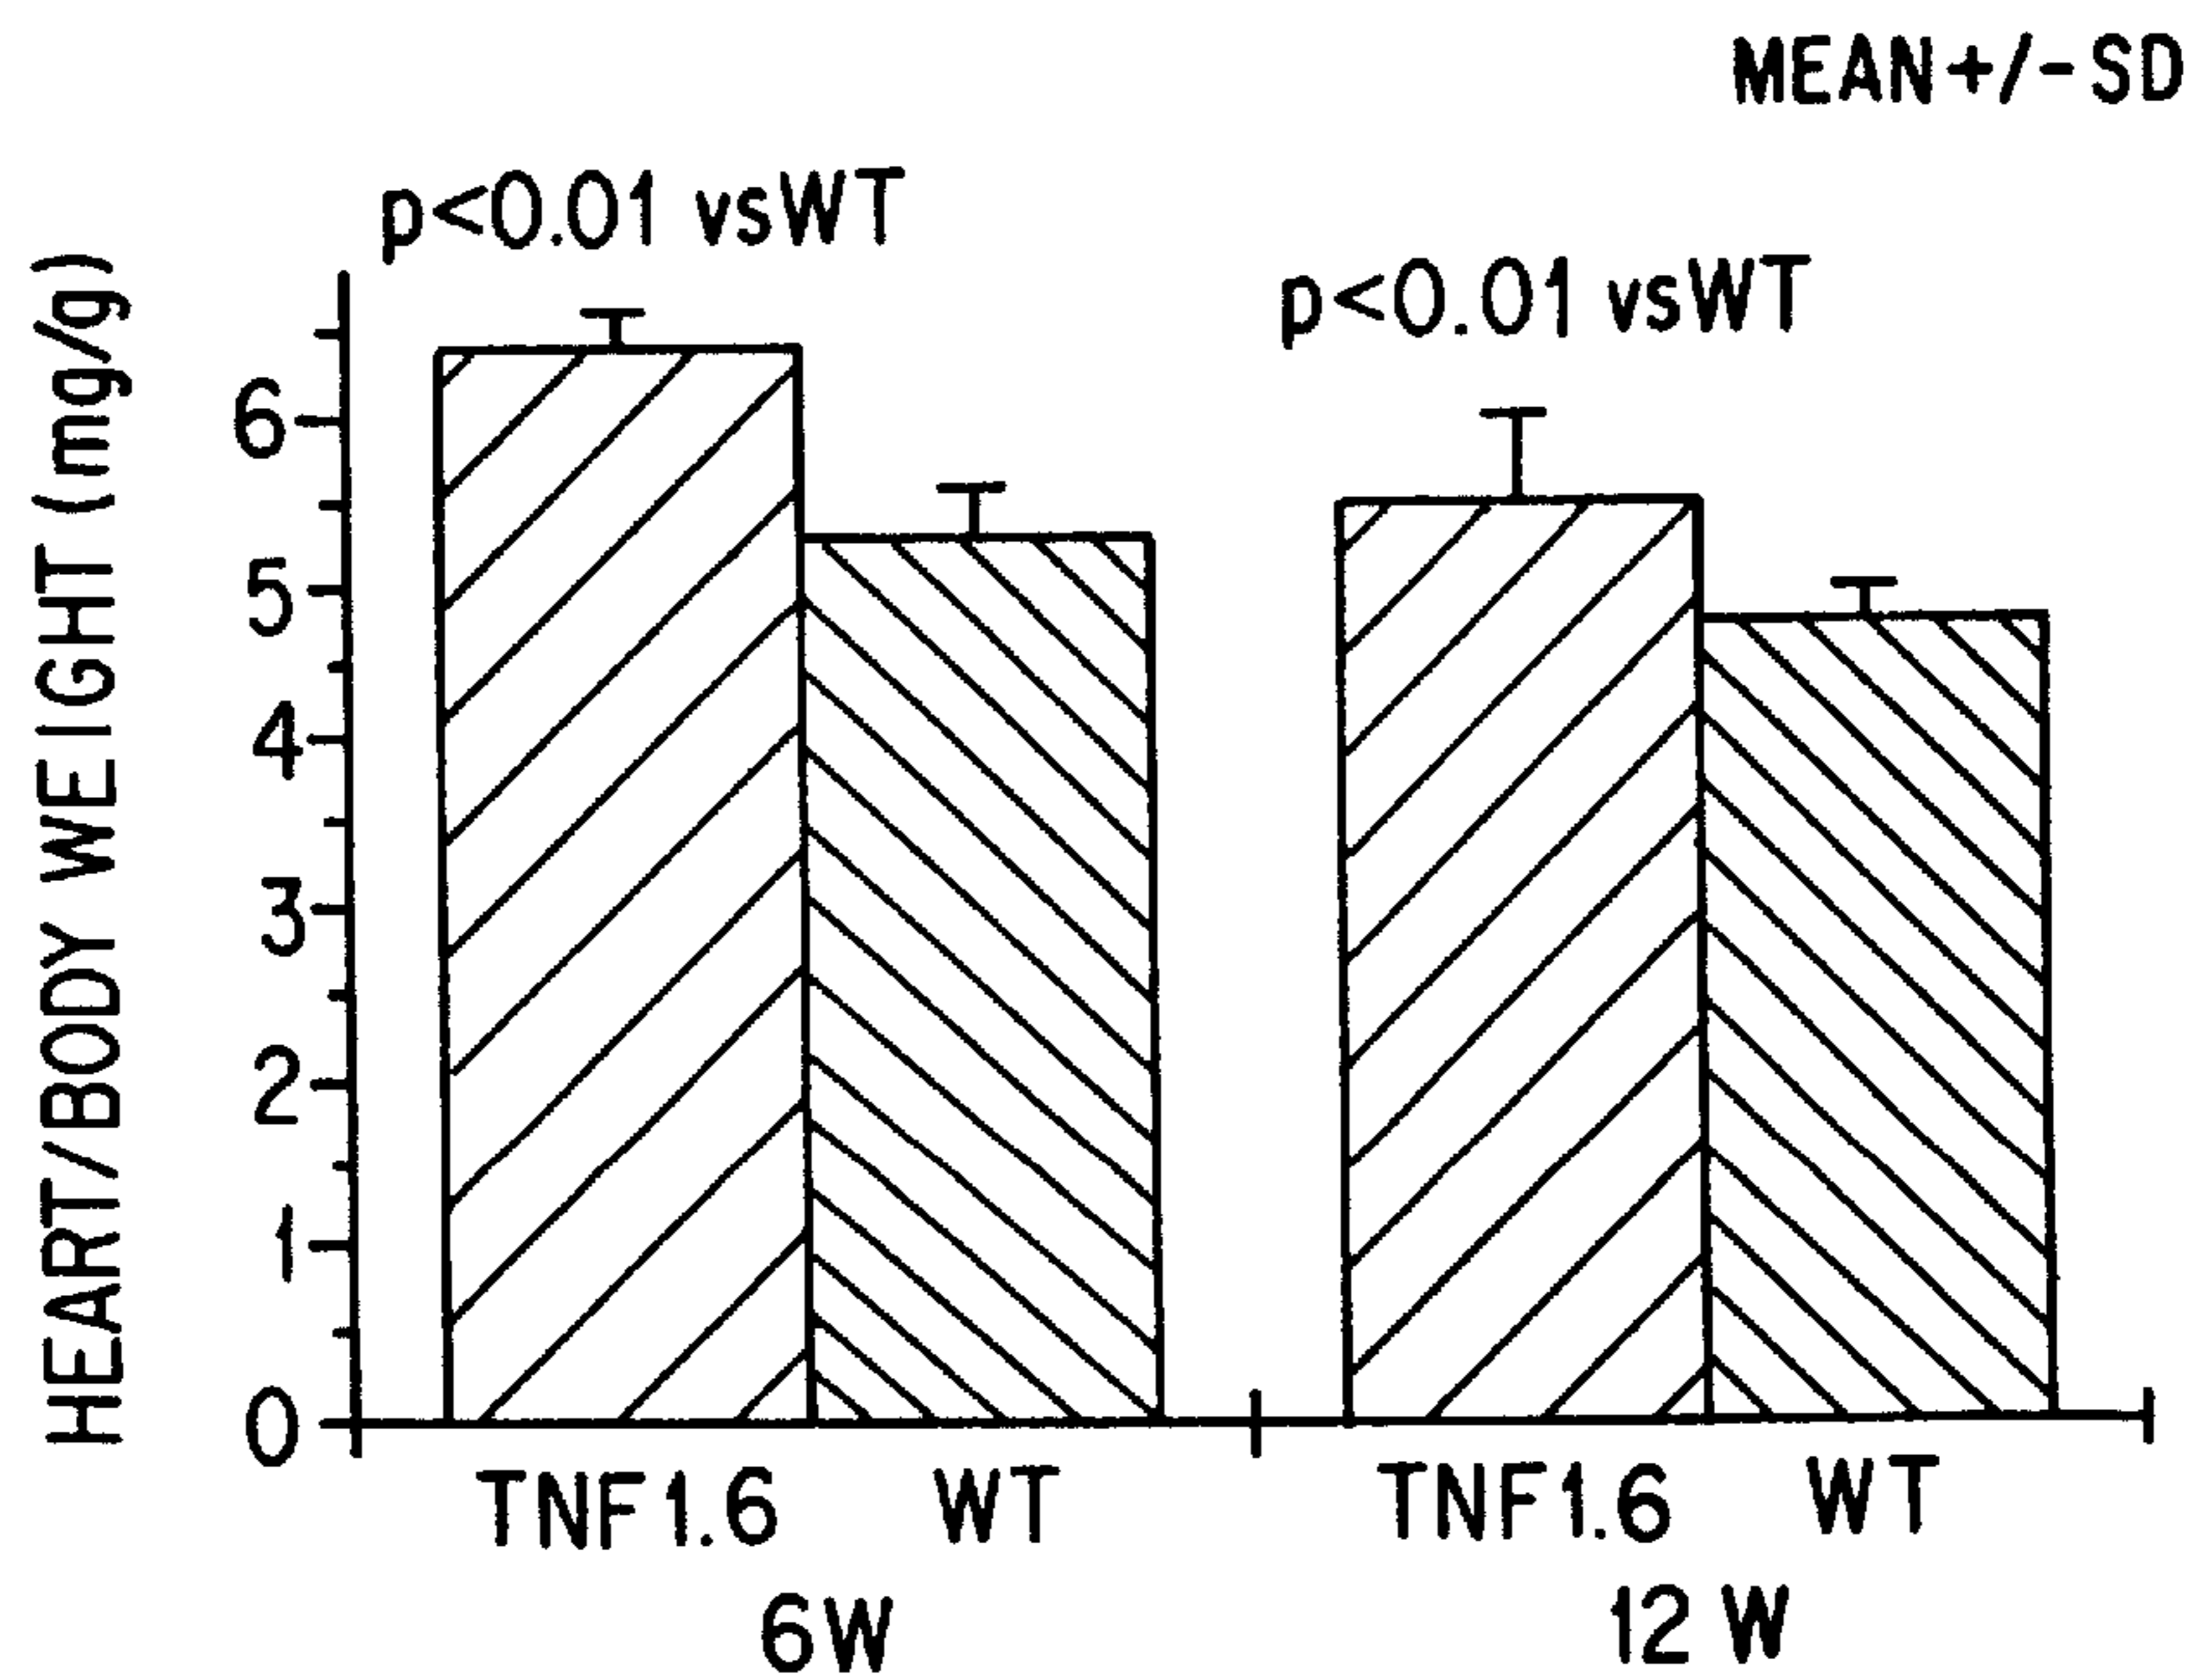 MEAN+/-SD
p<0.01 vsWT
p<0.01 vsWT
HEART/BODY WEIGHT (mg/g)
6
5
4
3
2
1
0
TNF1.6 WT TNF1.6 WT
6W 12 W